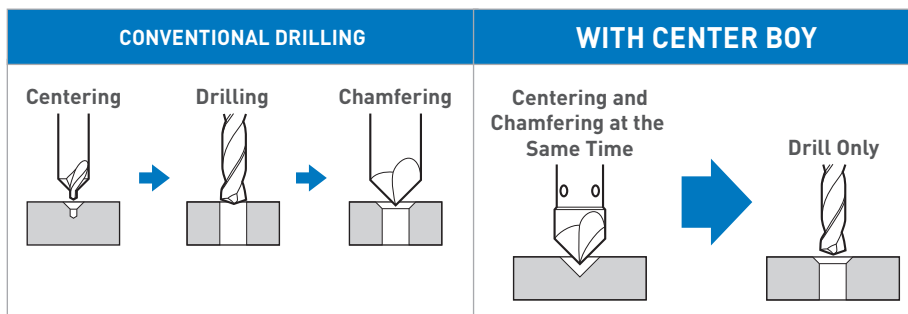 CONVENTIONAL DRILLING
WITH CENTER BOY
Centering
Drilling
Chamfering
Centering and
Chamfering at the
Same Time
Drill Only